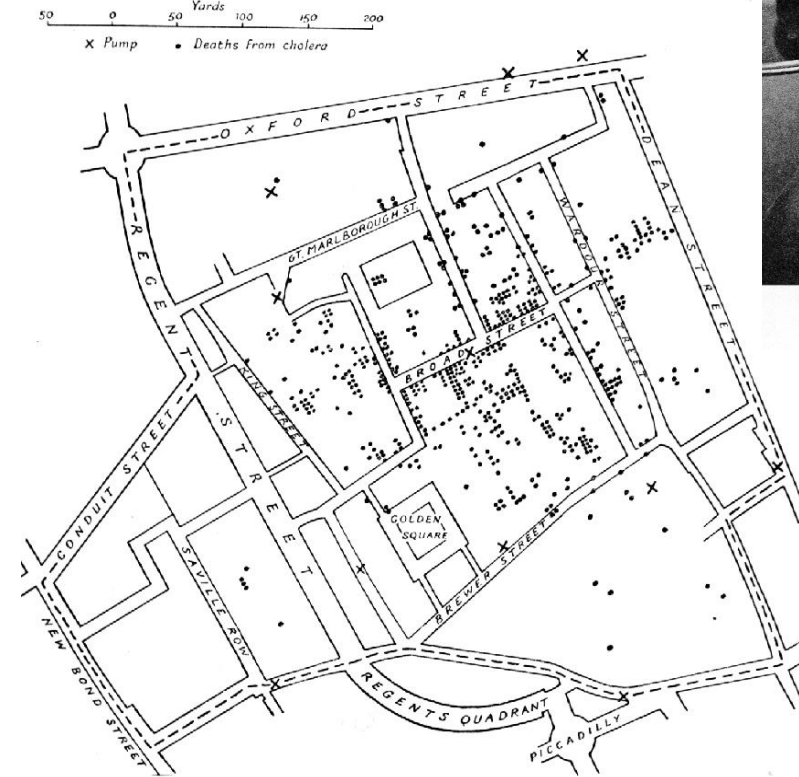 Yards
50 0 50 100 150 200
× Pump • Deaths from cholera
OXFORD STREET
DEAN STREET
WARDOUR STREET
GT. MARLBOROUGH ST.
REGENT STREET
BROAD STREET
KING STREET
CONDUIT STREET
GOLDEN
SQUARE
SAVILLE ROW
BREWER STREET
NEW BOND STREET
REGENTS QUADRANT
PICCADILLY